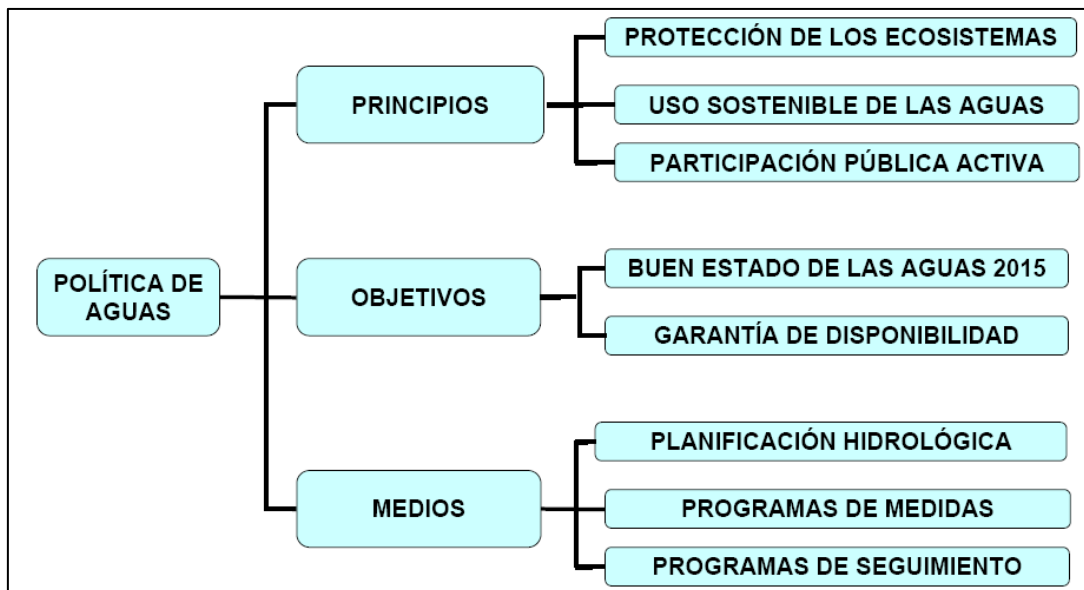 POLÍTICA DE
AGUAS
PRINCIPIOS
PROTECCIÓN DE LOS ECOSISTEMAS
USO SOSTENIBLE DE LAS AGUAS
PARTICIPACIÓN PÚBLICA ACTIVA
OBJETIVOS
BUEN ESTADO DE LAS AGUAS 2015
GARANTÍA DE DISPONIBILIDAD
MEDIOS
PLANIFICACIÓN HIDROLÓGICA
PROGRAMAS DE MEDIDAS
PROGRAMAS DE SEGUIMIENTO